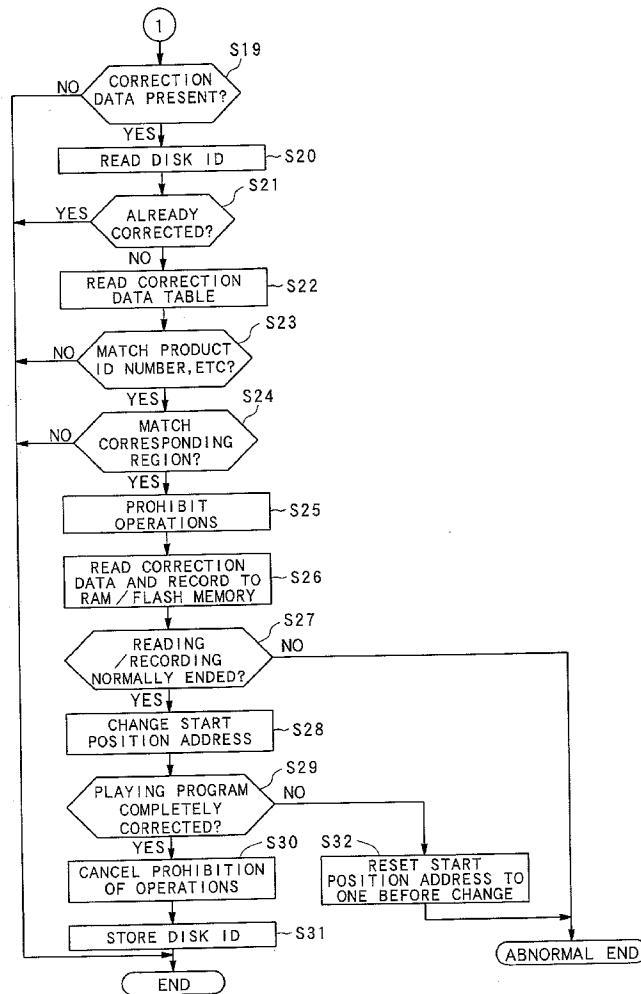 1
S19
NO
CORRECTION
DATA PRESENT?
YES
READ DISK ID
S20
S21
YES
ALREADY
CORRECTED?
NO
READ CORRECTION
DATA TABLE
S22
S23
NO
MATCH PRODUCT
ID NUMBER, ETC?
YES
S24
NO
MATCH
CORRESPONDING
REGION?
YES
PROHIBIT
OPERATIONS
S25
READ CORRECTION
DATA AND RECORD TO
RAM/FLASH MEMORY
S26
S27
READING
/RECORDING
NORMALLY ENDED?
NO
YES
CHANGE START
POSITION ADDRESS
S28
S29
PLAYING PROGRAM
COMPLETELY
CORRECTED?
NO
YES
S30
S32
CANCEL PROHIBITION
OF OPERATIONS
RESET START
POSITION ADDRESS TO
ONE BEFORE CHANGE
STORE DISK ID
S31
END
ABNORMAL END